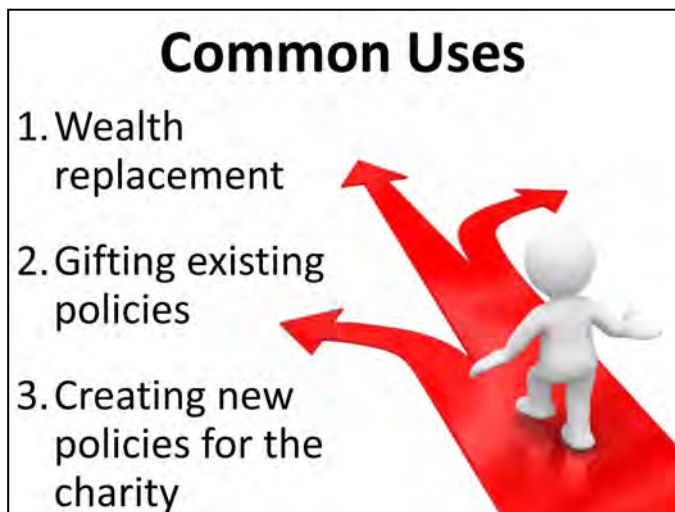 Common Uses
1. Wealth
replacement
2. Gifting existing
policies
3. Creating new
policies for the
charity